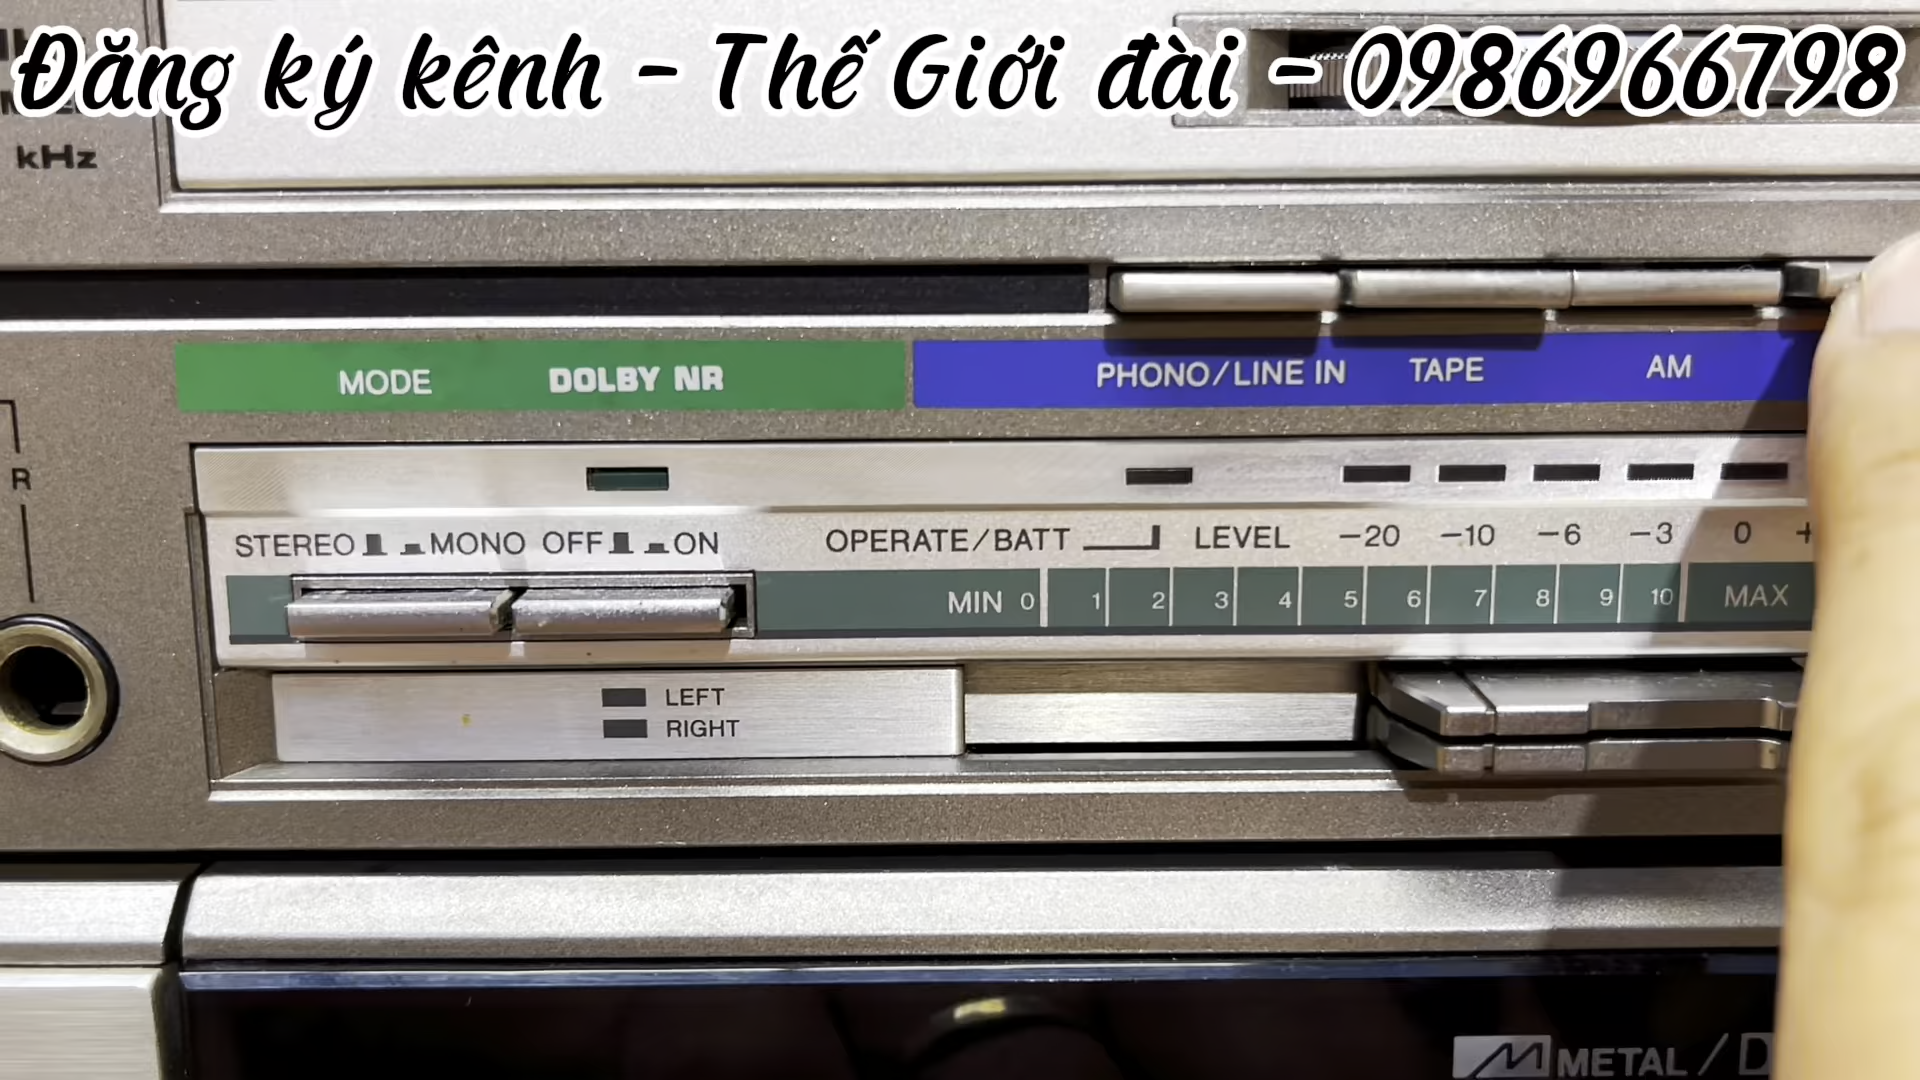 Đăng ký kênh - Thế Giới đài - 0986966798
kHz
MODE DOLBY NR PHONO/LINE IN TAPE AM
R
STEREO MONO OFF ON OPERATE/BATT LEVEL -20 -10 -6 -3 0 +
MIN 0 1 2 3 4 5 6 7 8 9 10 MAX
LEFT
RIGHT
METAL/